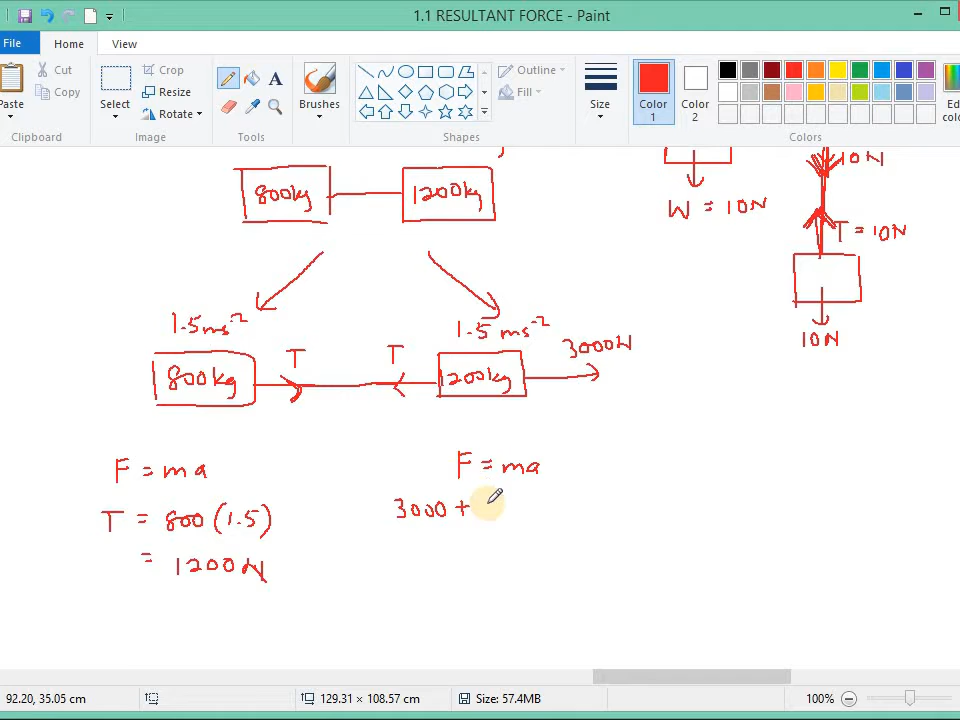 1.1 RESULTANT FORCE - Paint
File Home View
Paste Cut Copy Select Crop Resize Rotate Brushes Outline Fill Size Color 1 Color 2
Clipboard Image Tools Shapes Colors
10N
800kg 1200kg
W = 10N
T = 10N
10N
1.5ms⁻² 1.5ms⁻² 3000N
T T
800kg 1200kg
F = ma F = ma
T = 800 (1.5) 3000 +
= 1200N
92.20, 35.05 cm 129.31 × 108.57 cm Size: 57.4MB 100%